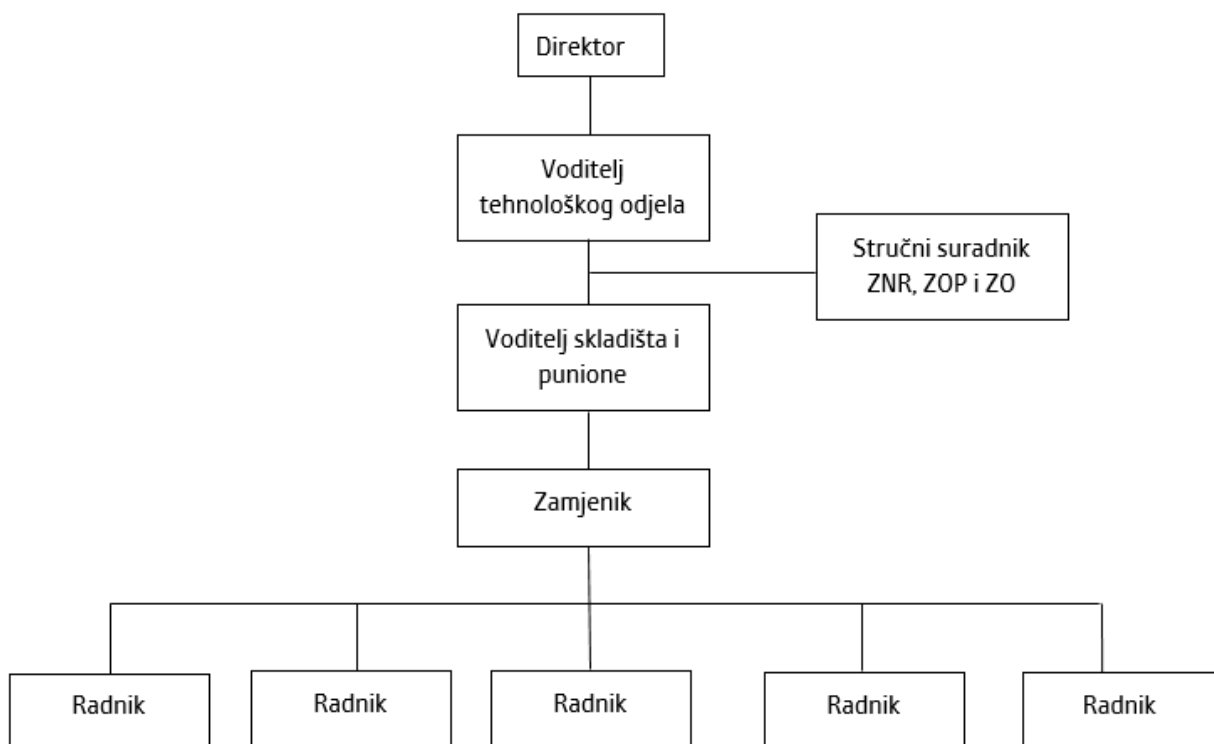 Direktor
Voditelj
tehnološkog odjela
Stručni suradnik
ZNR, ZOP i ZO
Voditelj skladišta i
punione
Zamjenik
Radnik
Radnik
Radnik
Radnik
Radnik